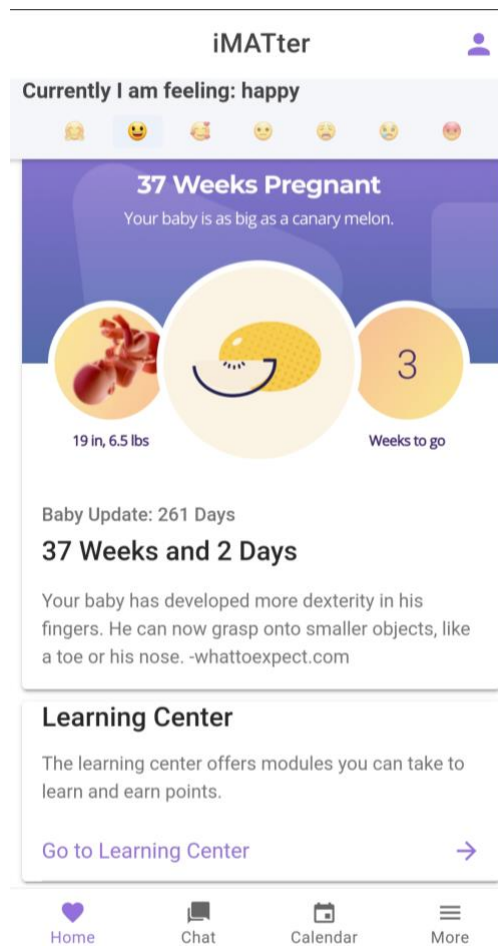 iMATter
Currently I am feeling: happy
37 Weeks Pregnant
Your baby is as big as a canary melon.
3
19 in, 6.5 lbs
Weeks to go
Baby Update: 261 Days
37 Weeks and 2 Days
Your baby has developed more dexterity in his
fingers. He can now grasp onto smaller objects, like
a toe or his nose. -whattoexpect.com
Learning Center
The learning center offers modules you can take to
learn and earn points.
Go to Learning Center
Home
Chat
Calendar
More